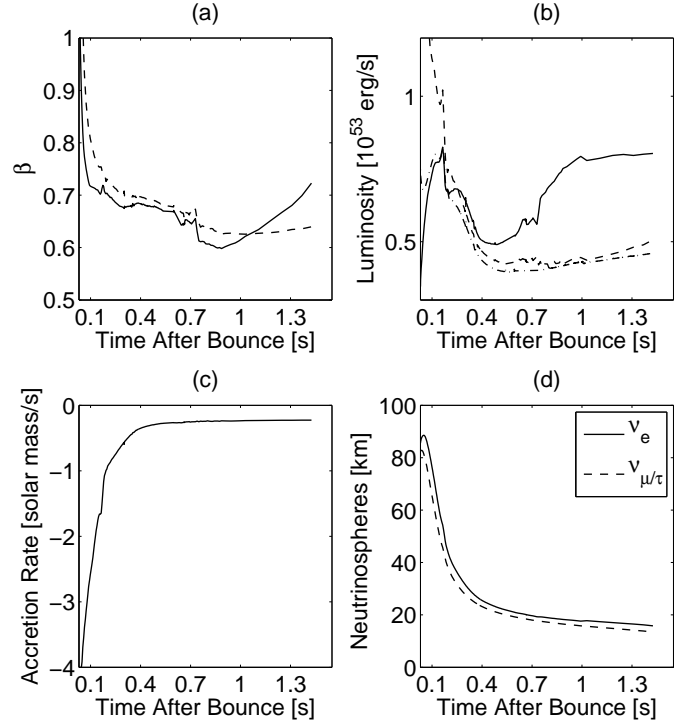 (a)
1
0.9
0.8
0.7
0.6
0.5
β
0.1 0.4 0.7 1 1.3
Time After Bounce [s]
(b)
1
0.5
Luminosity [10^53 erg/s]
0.1 0.4 0.7 1 1.3
Time After Bounce [s]
(c)
0
−1
−2
−3
−4
Accretion Rate [solar mass/s]
0.1 0.4 0.7 1 1.3
Time After Bounce [s]
(d)
100
80
60
40
20
0
Neutrinospheres [km]
ν_e
ν_μ/τ
0.1 0.4 0.7 1 1.3
Time After Bounce [s]